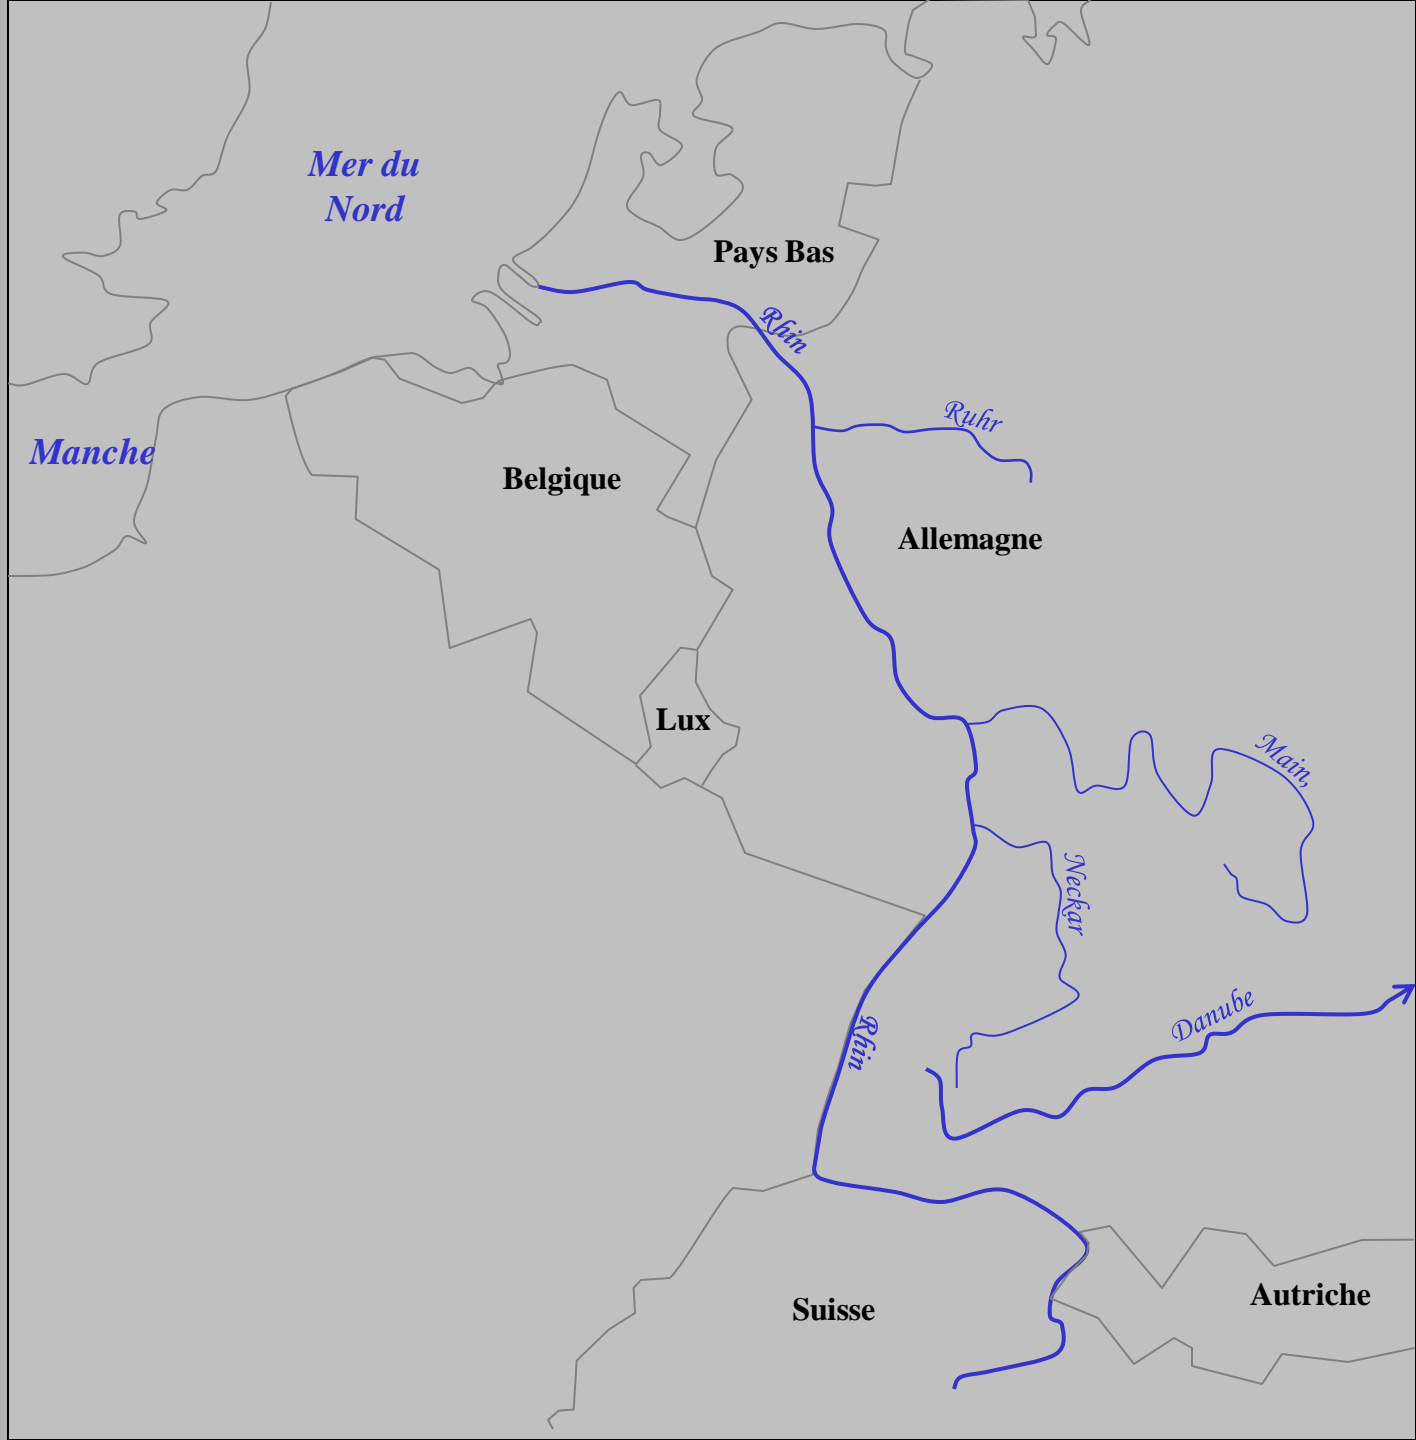 Mer du
Nord
Pays Bas
Rhin
Ruhr
Manche
Belgique
Allemagne
Lux
Main,
Neckar
Danube
Rhin
Autriche
Suisse